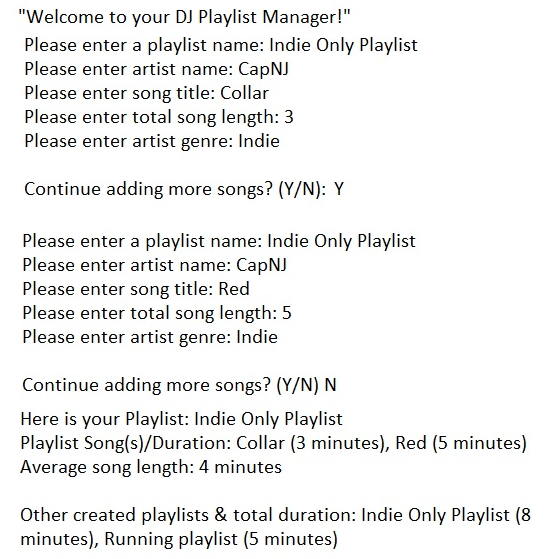 "Welcome to your DJ Playlist Manager!"
Please enter a playlist name: Indie Only Playlist
Please enter artist name: CapNJ
Please enter song title: Collar
Please enter total song length: 3
Please enter artist genre: Indie
Continue adding more songs? (Y/N): Y
Please enter a playlist name: Indie Only Playlist
Please enter artist name: CapNJ
Please enter song title: Red
Please enter total song length: 5
Please enter artist genre: Indie
Continue adding more songs? (Y/N) N
Here is your Playlist: Indie Only Playlist
Playlist Song(s)/Duration: Collar (3 minutes), Red (5 minutes)
Average song length: 4 minutes
Other created playlists & total duration: Indie Only Playlist (8
minutes), Running playlist (5 minutes)